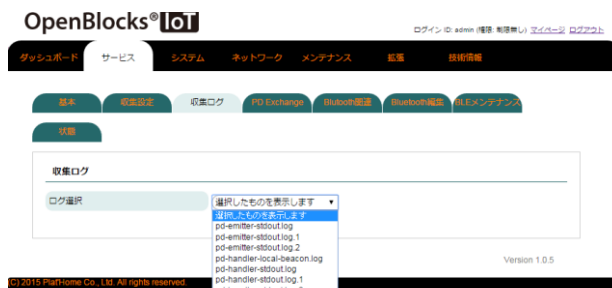 OpenBlocks® IoT
ログイン ID: admin (権限: 制限無し) マイページ ログアウト
ダッシュボード サービス システム ネットワーク メンテナンス 拡張 技術情報
基本 収集設定 収集ログ PD Exchange Blutooth関連 Bluetooth編集 BLEメンテナンス
状態
収集ログ
ログ選択 選択したものを表示します
選択したものを表示します
pd-emitter-stdout.log
pd-emitter-stdout.log.1
pd-emitter-stdout.log.2
pd-handler-local-beacon.log
pd-handler-stdout.log
pd-handler-stdout.log.1
Version 1.0.5
(C) 2015 Plat'Home Co., Ltd. All rights reserved.